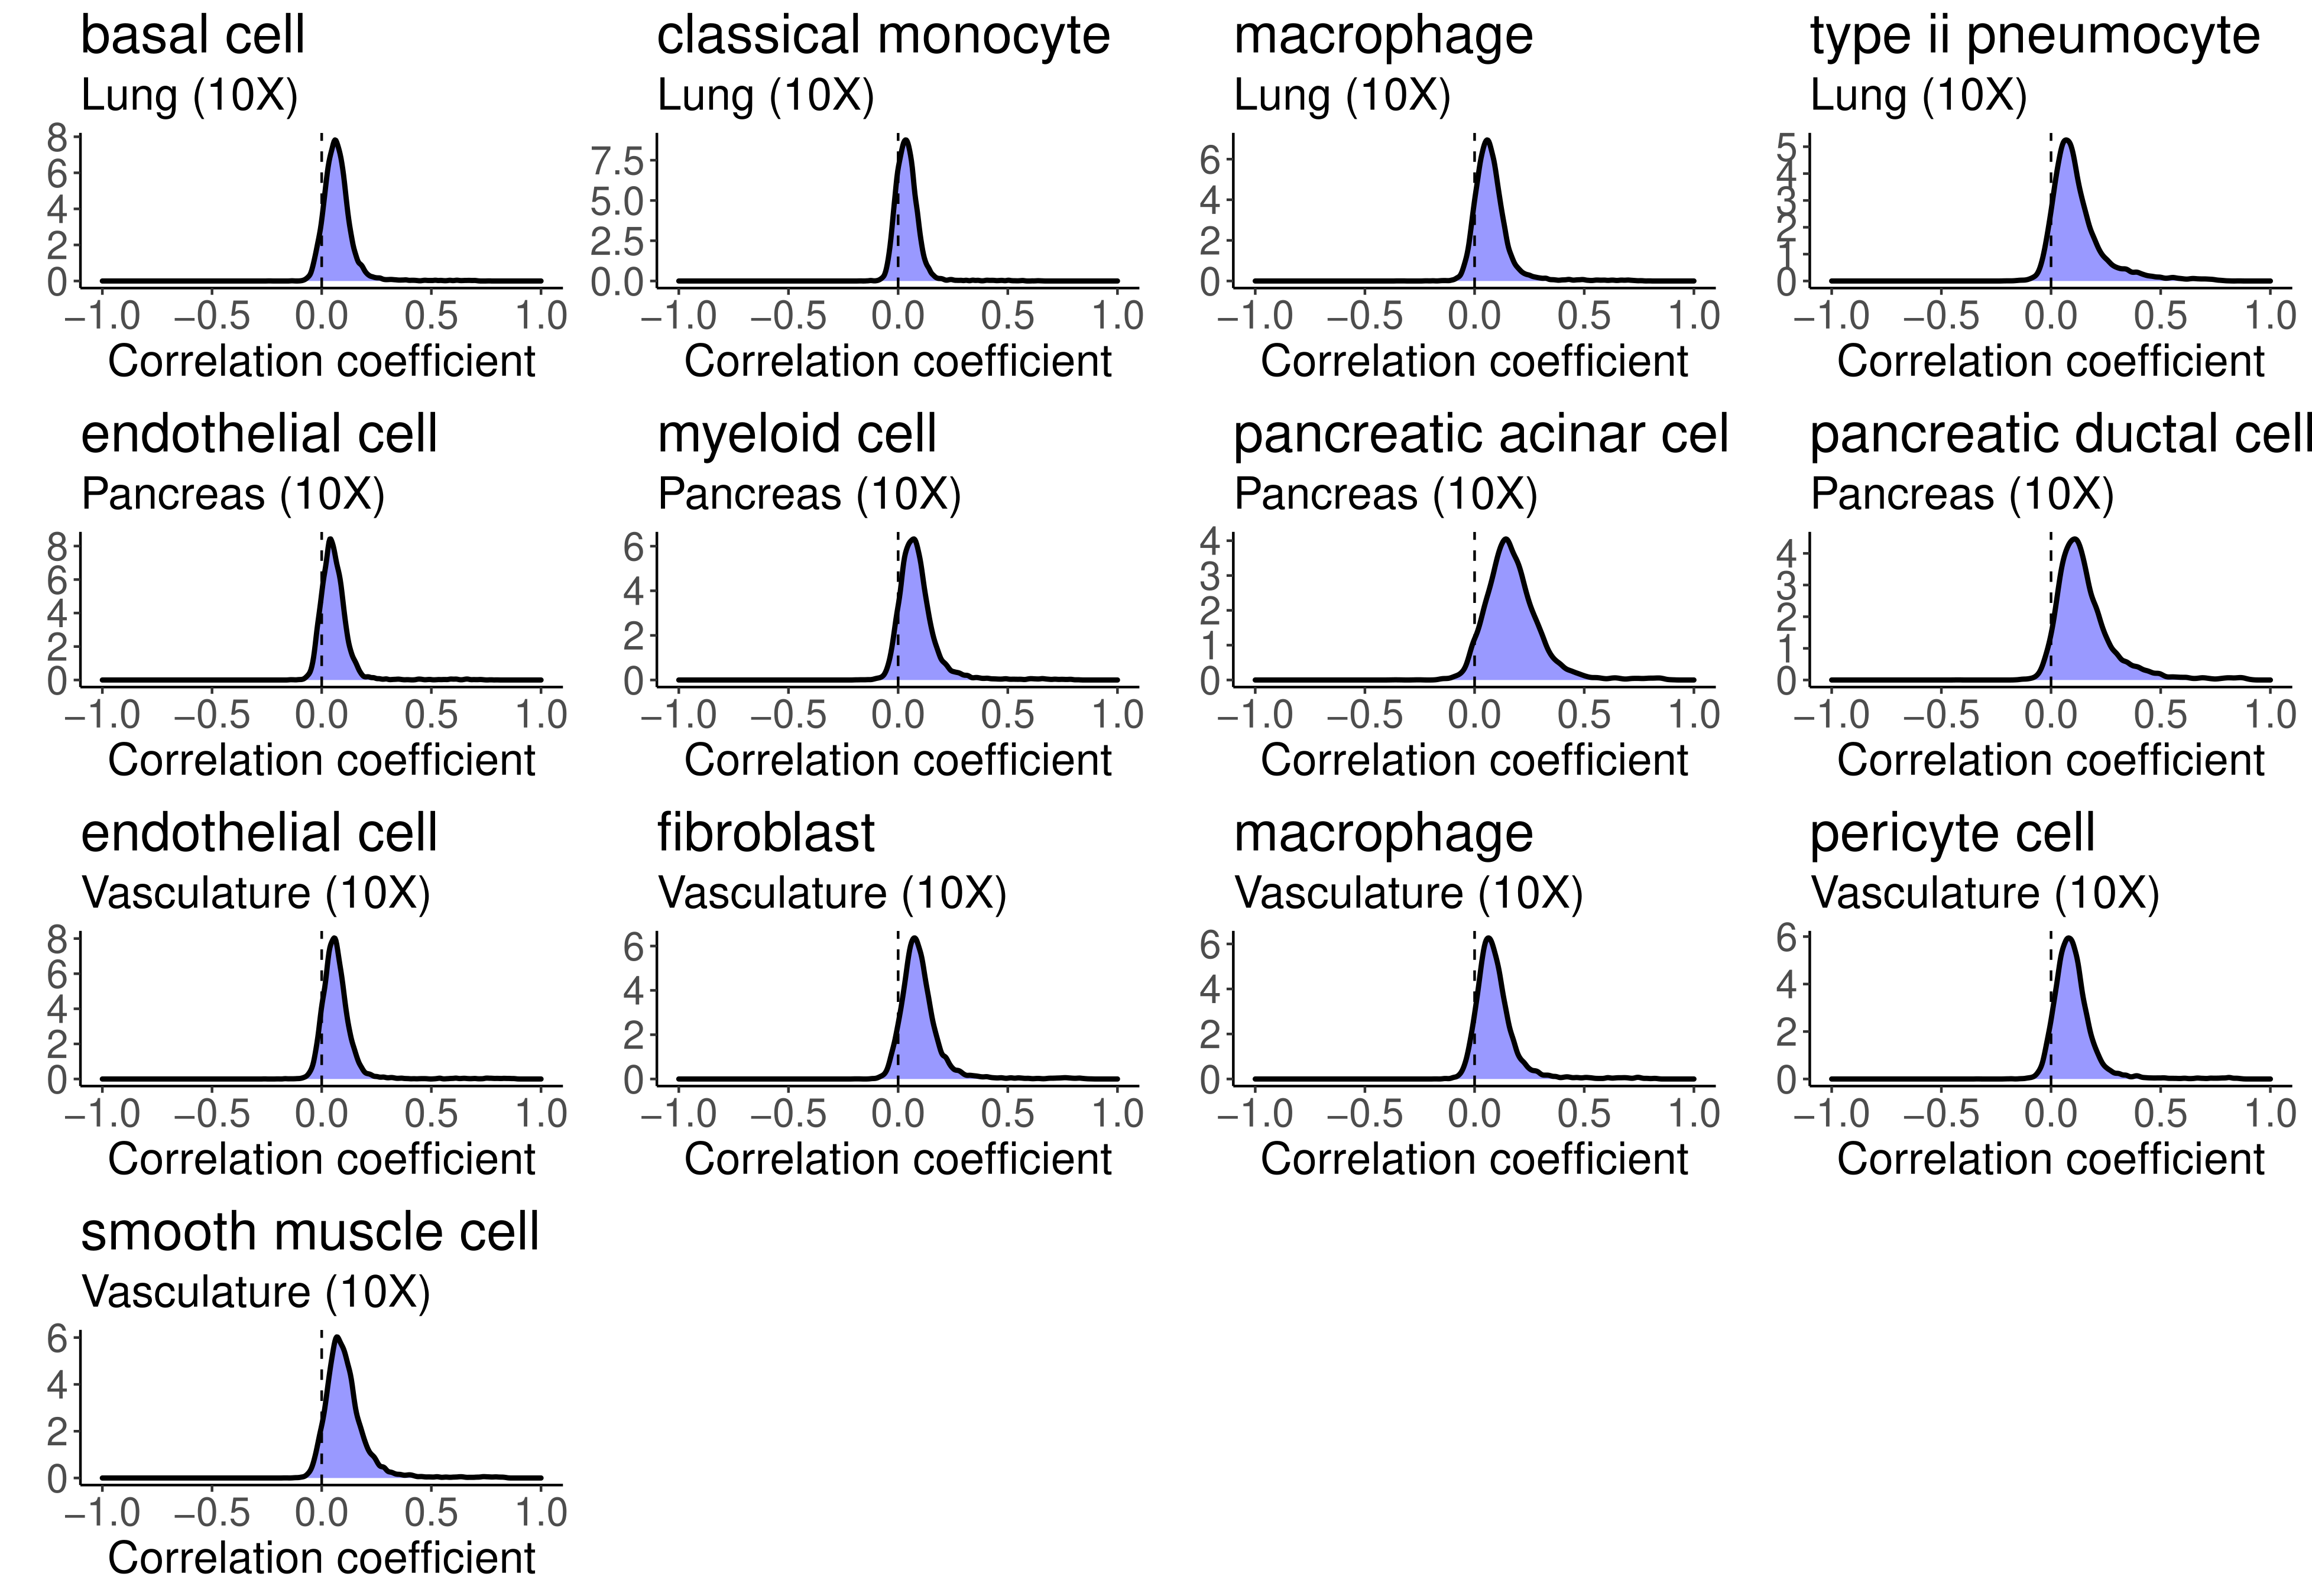 basal cell
Lung (10X)
8
6
4
2
0
−1.0 −0.5 0.0 0.5 1.0
Correlation coefficient
classical monocyte
Lung (10X)
7.5
5.0
2.5
0.0
−1.0 −0.5 0.0 0.5 1.0
Correlation coefficient
macrophage
Lung (10X)
6
4
2
0
−1.0 −0.5 0.0 0.5 1.0
Correlation coefficient
type ii pneumocyte
Lung (10X)
5
4
3
2
1
0
−1.0 −0.5 0.0 0.5 1.0
Correlation coefficient
endothelial cell
Pancreas (10X)
8
6
4
2
0
−1.0 −0.5 0.0 0.5 1.0
Correlation coefficient
myeloid cell
Pancreas (10X)
6
4
2
0
−1.0 −0.5 0.0 0.5 1.0
Correlation coefficient
pancreatic acinar cel
Pancreas (10X)
4
3
2
1
0
−1.0 −0.5 0.0 0.5 1.0
Correlation coefficient
pancreatic ductal cell
Pancreas (10X)
4
3
2
1
0
−1.0 −0.5 0.0 0.5 1.0
Correlation coefficient
endothelial cell
Vasculature (10X)
8
6
4
2
0
−1.0 −0.5 0.0 0.5 1.0
Correlation coefficient
fibroblast
Vasculature (10X)
6
4
2
0
−1.0 −0.5 0.0 0.5 1.0
Correlation coefficient
macrophage
Vasculature (10X)
6
4
2
0
−1.0 −0.5 0.0 0.5 1.0
Correlation coefficient
pericyte cell
Vasculature (10X)
6
4
2
0
−1.0 −0.5 0.0 0.5 1.0
Correlation coefficient
smooth muscle cell
Vasculature (10X)
6
4
2
0
−1.0 −0.5 0.0 0.5 1.0
Correlation coefficient